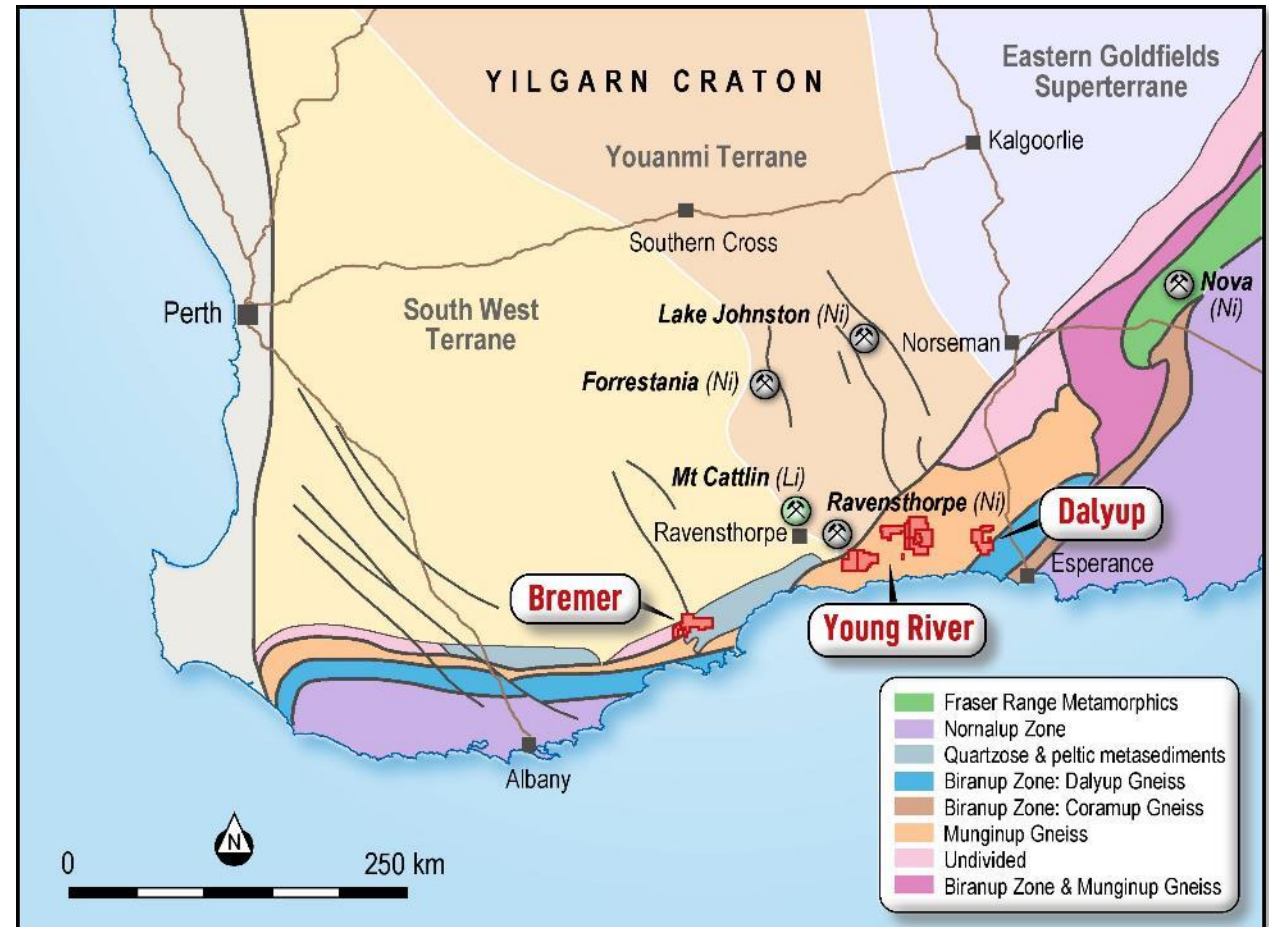 YILGARN CRATON
Eastern Goldfields
Superterrane
Kalgoorlie
Youanmi Terrane
Southern Cross
Perth
South West
Terrane
Lake Johnston (Ni)
Nova
(Ni)
Norseman
Forrestania (Ni)
Mt Cattlin (Li)
Ravensthorpe (Ni)
Ravensthorpe
Dalyup
Esperance
Bremer
Young River
Albany
Fraser Range Metamorphics
Nornalup Zone
Quartzose & peltic metasediments
Biranup Zone: Dalyup Gneiss
Biranup Zone: Coramup Gneiss
Munginup Gneiss
Undivided
Biranup Zone & Munginup Gneiss
N
0 250 km